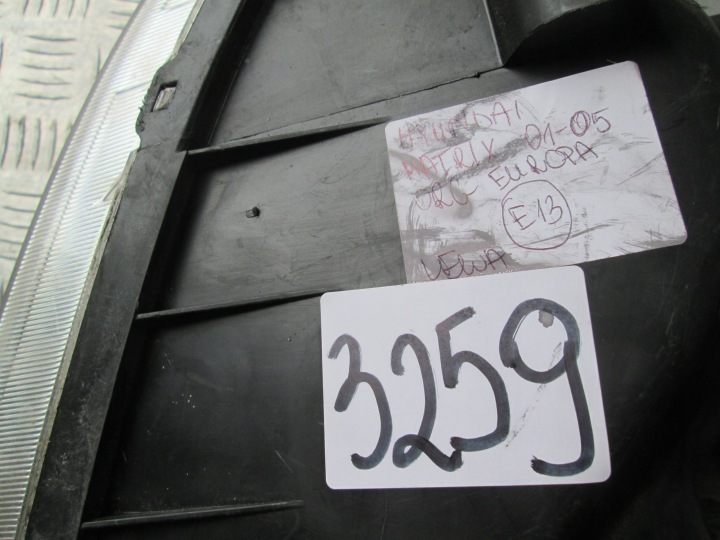 HYUNDAI
MATRIX 01-05
ORG EUROPA
E13
LEWA
3259